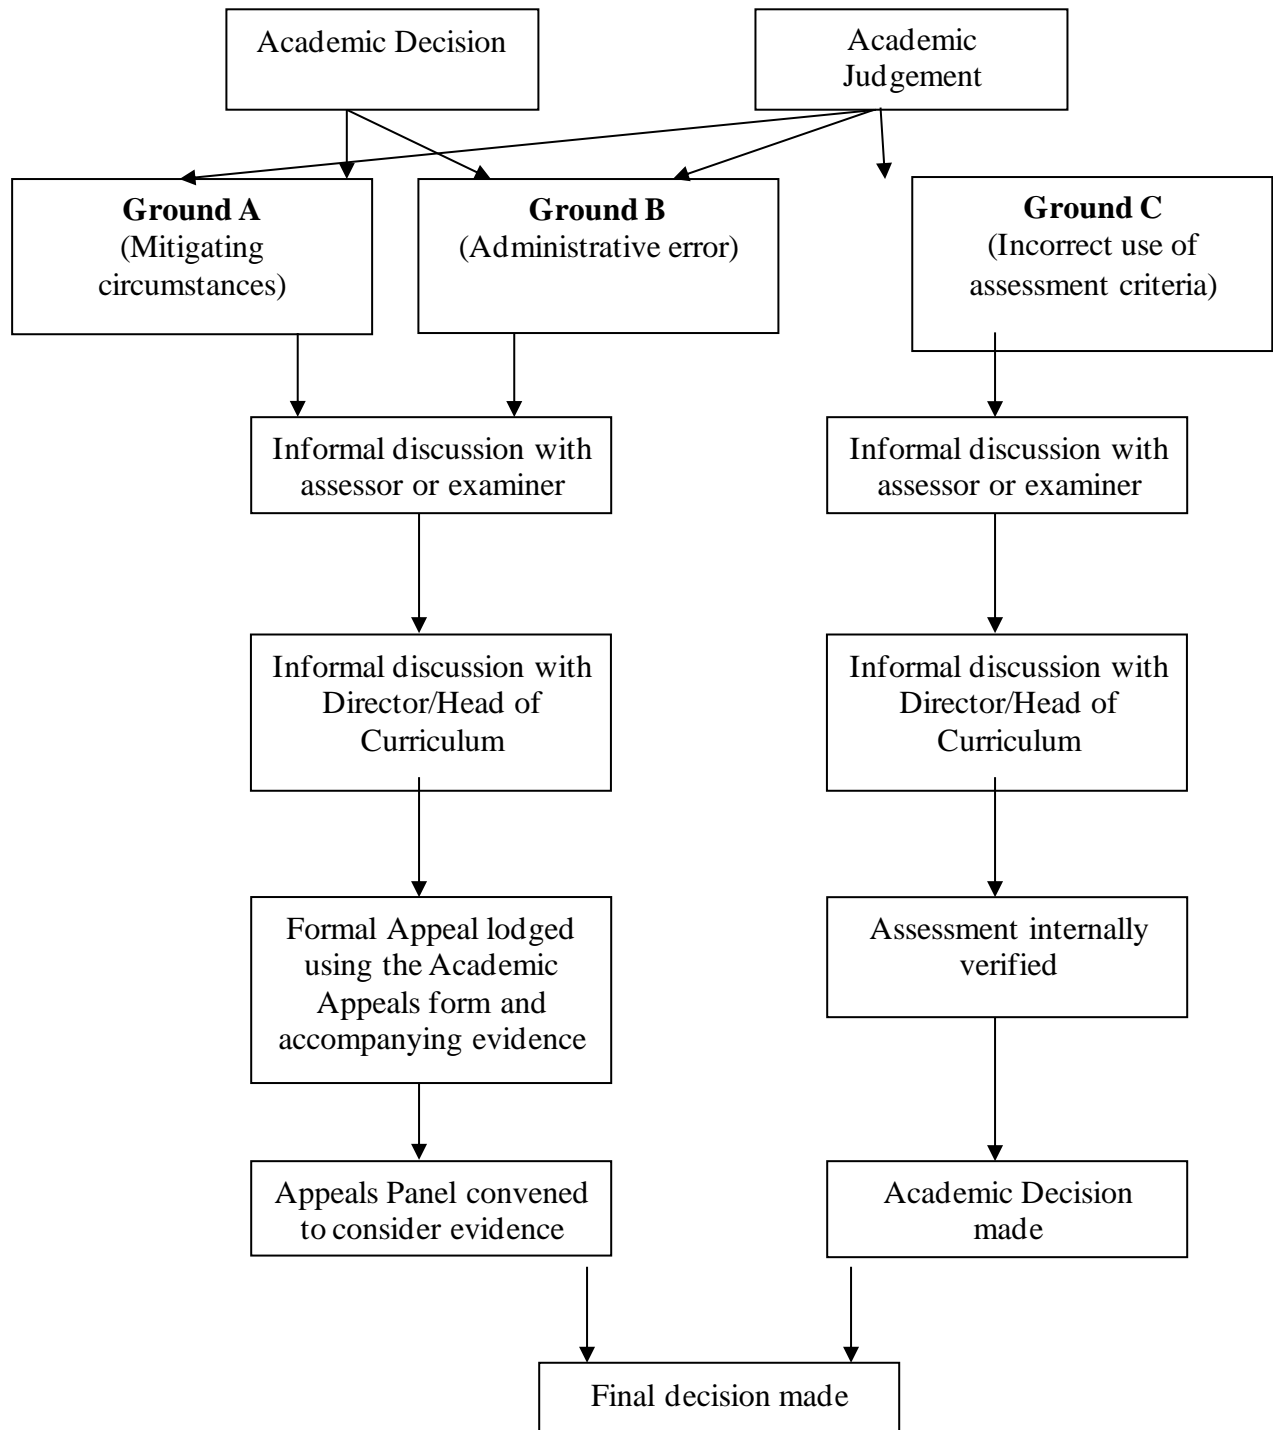 Academic Decision
Academic
Judgement
Ground A
(Mitigating
circumstances)
Ground B
(Administrative error)
Ground C
(Incorrect use of
assessment criteria)
Informal discussion with
assessor or examiner
Informal discussion with
assessor or examiner
Informal discussion with
Director/Head of
Curriculum
Informal discussion with
Director/Head of
Curriculum
Formal Appeal lodged
using the Academic
Appeals form and
accompanying evidence
Assessment internally
verified
Appeals Panel convened
to consider evidence
Academic Decision
made
Final decision made